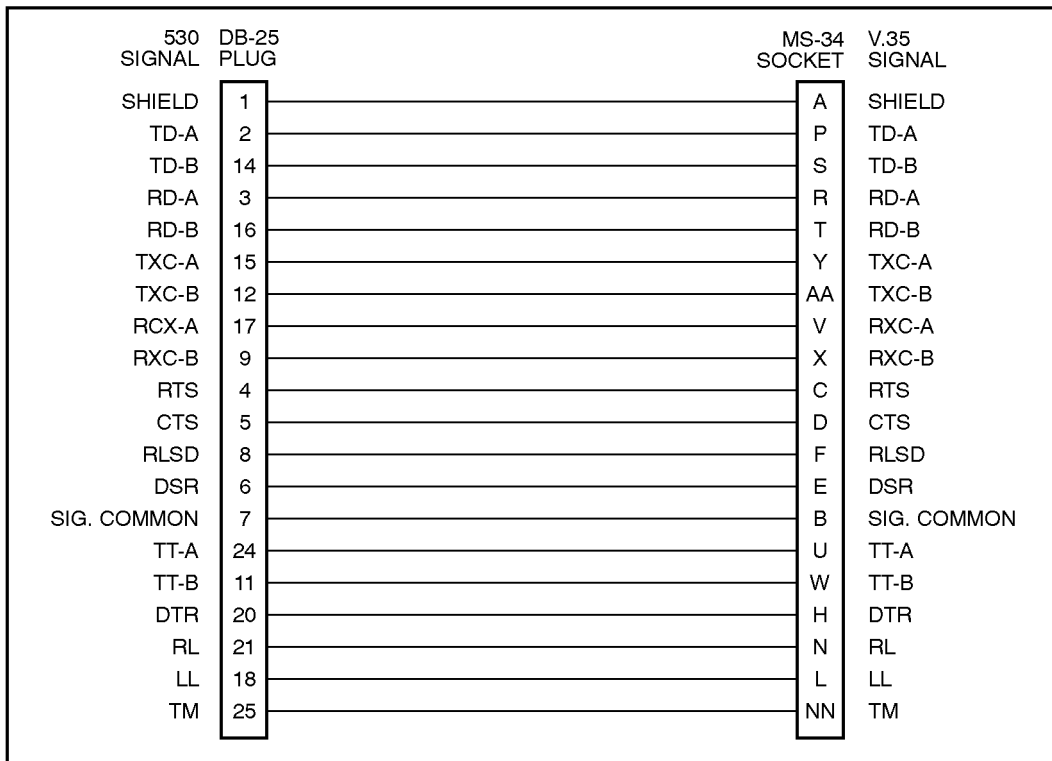 530 DB-25 MS-34 V.35
SIGNAL PLUG SOCKET SIGNAL
SHIELD 1 A SHIELD
TD-A 2 P TD-A
TD-B 14 S TD-B
RD-A 3 R RD-A
RD-B 16 T RD-B
TXC-A 15 Y TXC-A
TXC-B 12 AA TXC-B
RCX-A 17 V RXC-A
RXC-B 9 X RXC-B
RTS 4 C RTS
CTS 5 D CTS
RLSD 8 F RLSD
DSR 6 E DSR
SIG. COMMON 7 B SIG. COMMON
TT-A 24 U TT-A
TT-B 11 W TT-B
DTR 20 H DTR
RL 21 N RL
LL 18 L LL
TM 25 NN TM